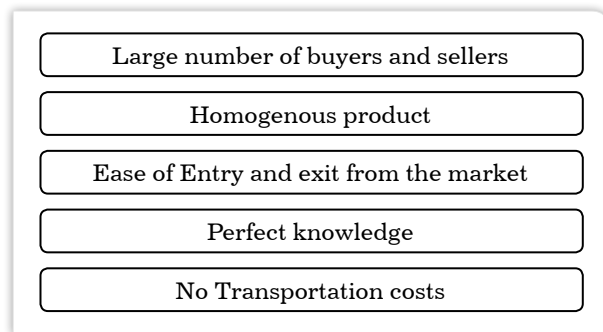 Large number of buyers and sellers
Homogenous product
Ease of Entry and exit from the market
Perfect knowledge
No Transportation costs